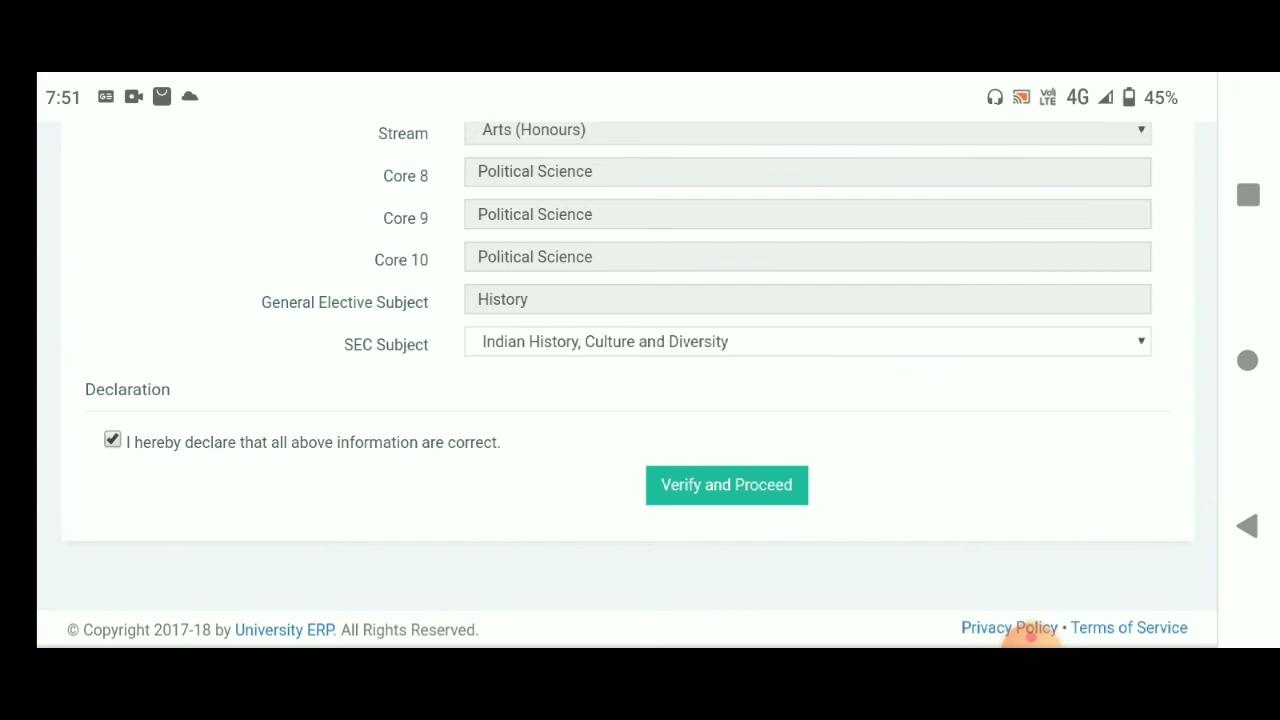 7:51 GE VoLTE 4G 45%
Stream Arts (Honours)
Core 8 Political Science
Core 9 Political Science
Core 10 Political Science
General Elective Subject History
SEC Subject Indian History, Culture and Diversity
Declaration
I hereby declare that all above information are correct.
Verify and Proceed
© Copyright 2017-18 by University ERP. All Rights Reserved. Privacy Policy • Terms of Service